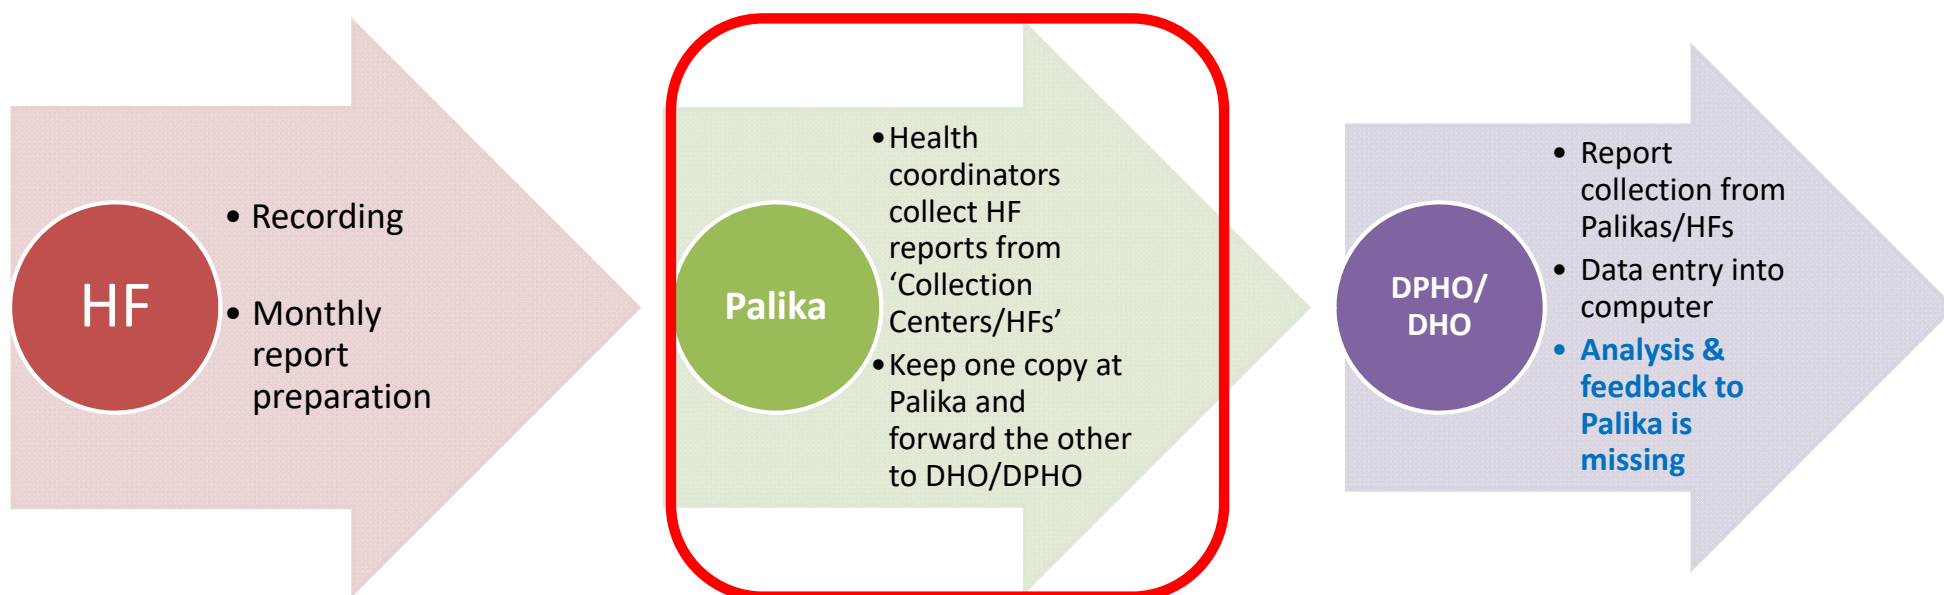 HF
• Recording
• Monthly
report
preparation
Palika
•Health
coordinators
collect HF
reports from
‘Collection
Centers/HFs’
•Keep one copy at
Palika and
forward the other
to DHO/DPHO
DPHO/
DHO
• Report
collection from
Palikas/HFs
• Data entry into
computer
• Analysis &
feedback to
Palika is
missing